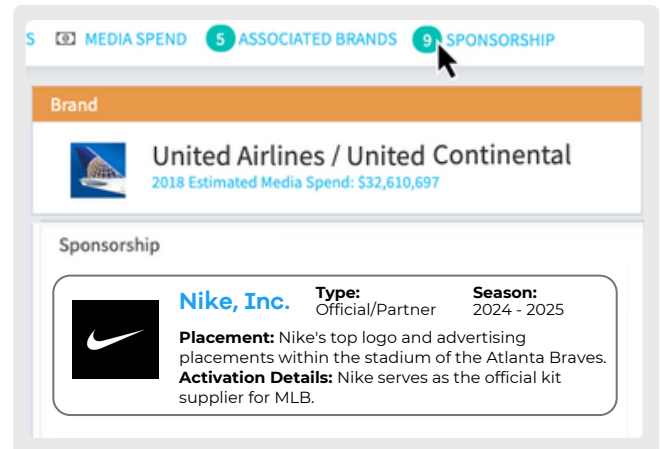 S MEDIA SPEND 5 ASSOCIATED BRANDS 9 SPONSORSHIP
Brand
United Airlines / United Continental
2018 Estimated Media Spend: $32,610,697
Sponsorship
Nike, Inc.
Type:
Official/Partner
Season:
2024 - 2025
Placement: Nike's top logo and advertising
placements within the stadium of the Atlanta Braves.
Activation Details: Nike serves as the official kit
supplier for MLB.